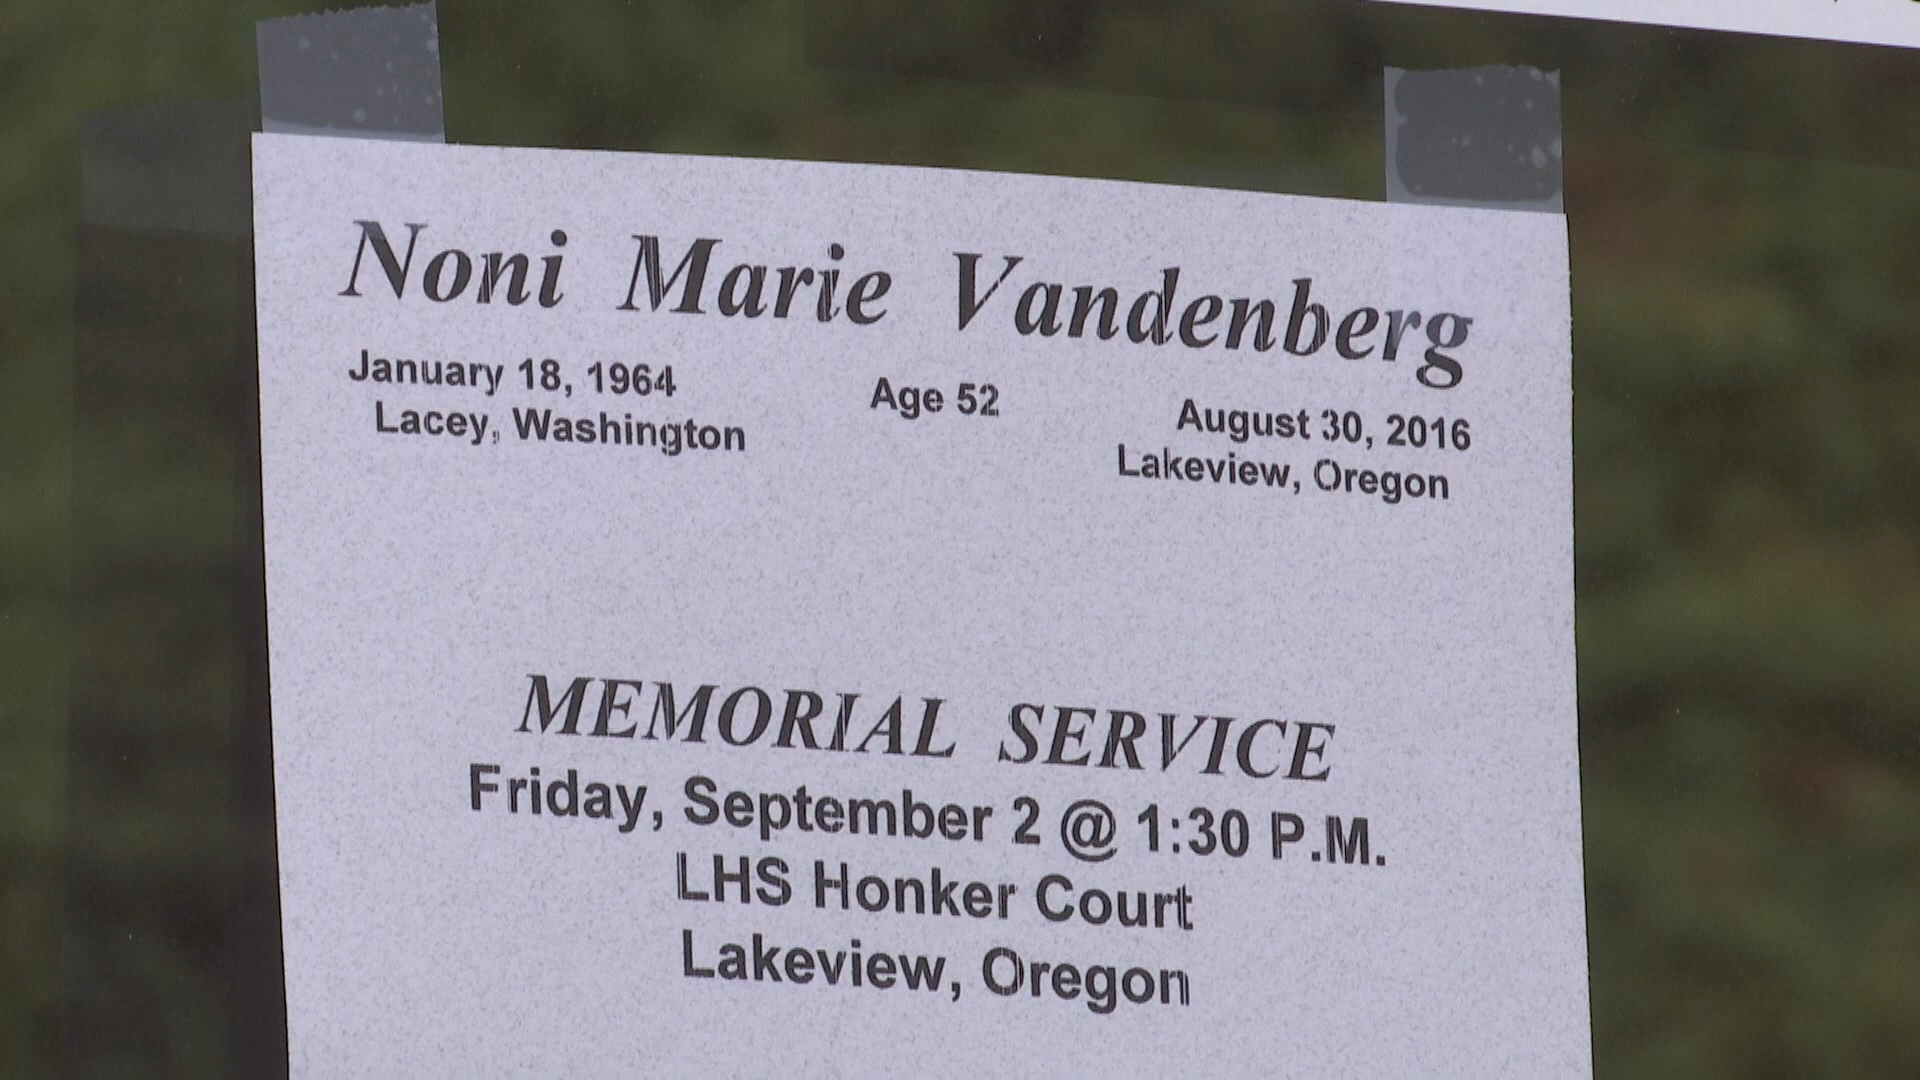 Noni Marie Vandenberg
January 18, 1964
Age 52
August 30, 2016
Lacey, Washington
Lakeview, Oregon
MEMORIAL SERVICE
Friday, September 2 @ 1:30 P.M.
LHS Honker Court
Lakeview, Oregon